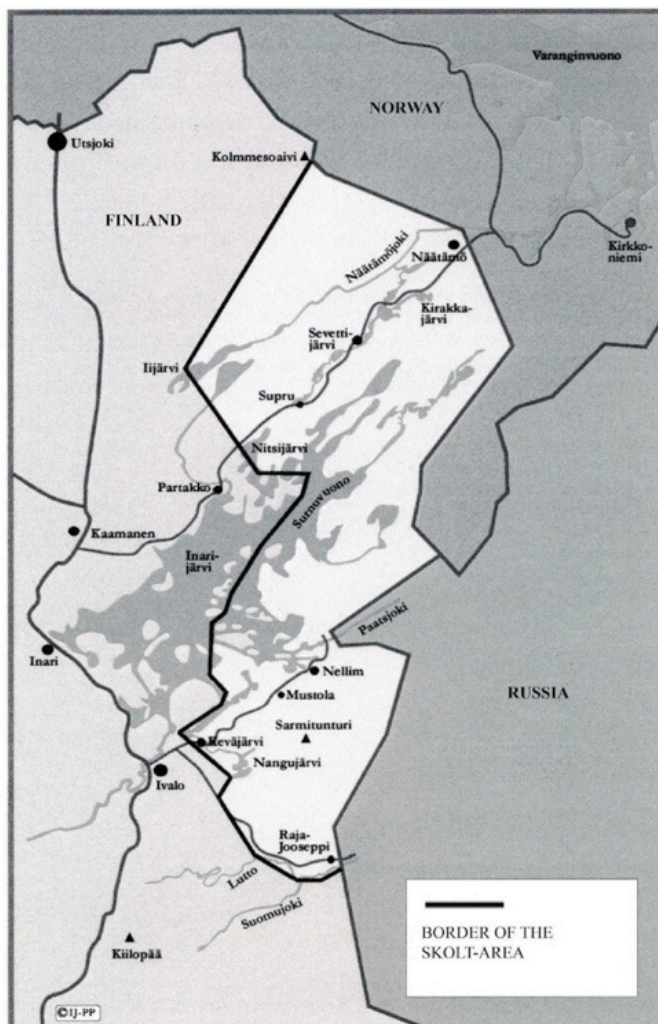 Varanginvuono
NORWAY
Utsjoki
Kolmmesoaivi
FINLAND
Näätämöjoki
Näätämö
Kirkko-
niemi
Kirakka-
järvi
Sevetti-
järvi
Iijärvi
Supru
Nitsijärvi
Partakko
Surnuvuono
Kaamanen
Inari-
järvi
Paatsjoki
Inari
Nellim
RUSSIA
Mustola
Sarmitunturi
Keväjärvi
Nangujärvi
Ivalo
Raja-
Jooseppi
Lutto
Suomujoki
BORDER OF THE
SKOLT-AREA
Kiilopää
©IJ-PP